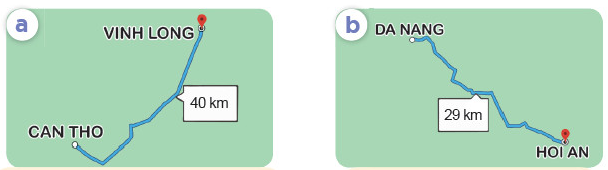 a
VINH LONG
40 km
CAN THO
b
DA NANG
29 km
HOI AN